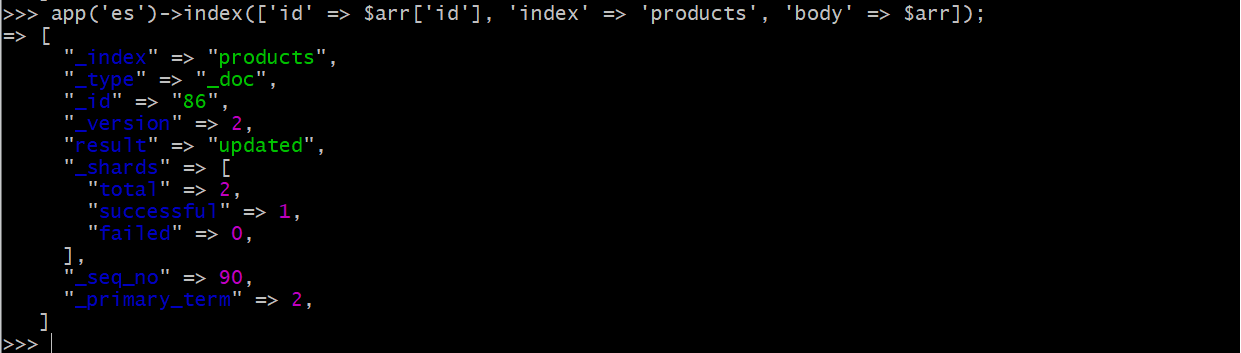 >>> app('es')->index(['id' => $arr['id'], 'index' => 'products', 'body' => $arr]);
=> [
     "_index" => "products",
     "_type" => "_doc",
     "_id" => "86",
     "_version" => 2,
     "result" => "updated",
     "_shards" => [
       "total" => 2,
       "successful" => 1,
       "failed" => 0,
     ],
     "_seq_no" => 90,
     "_primary_term" => 2,
   ]
>>>